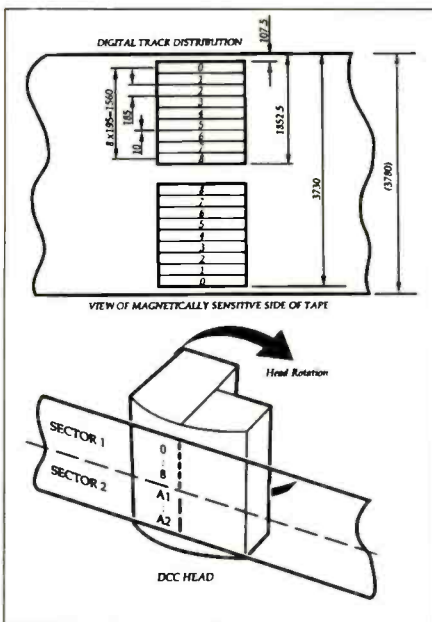 DIGITAL TRACK DISTRIBUTION
107.5
0
1
2
3
4
5
6
7
8
8 x195=1560
185
10
1852.5
3730
(3780)
8
7
6
5
4
3
2
1
0
VIEW OF MAGNETICALLY SENSITIVE SIDE OF TAPE
Head Rotation
SECTOR 1
SECTOR 2
0
8
A1
A2
DCC HEAD